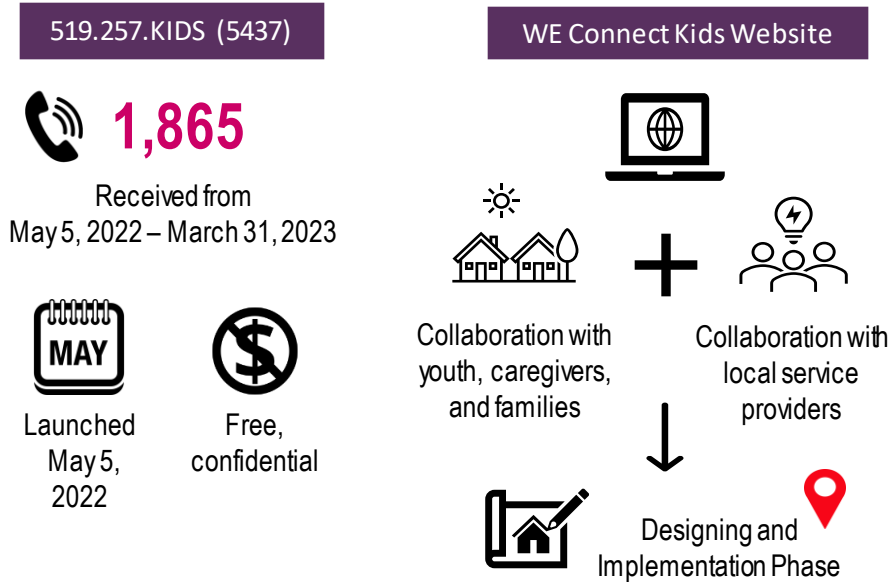 519.257.KIDS (5437)
1,865
Received from
May 5, 2022 – March 31, 2023
MAY
Launched
May 5,
2022
Free,
confidential
WE Connect Kids Website
Collaboration with
youth, caregivers,
and families
Collaboration with
local service
providers
Designing and
Implementation Phase